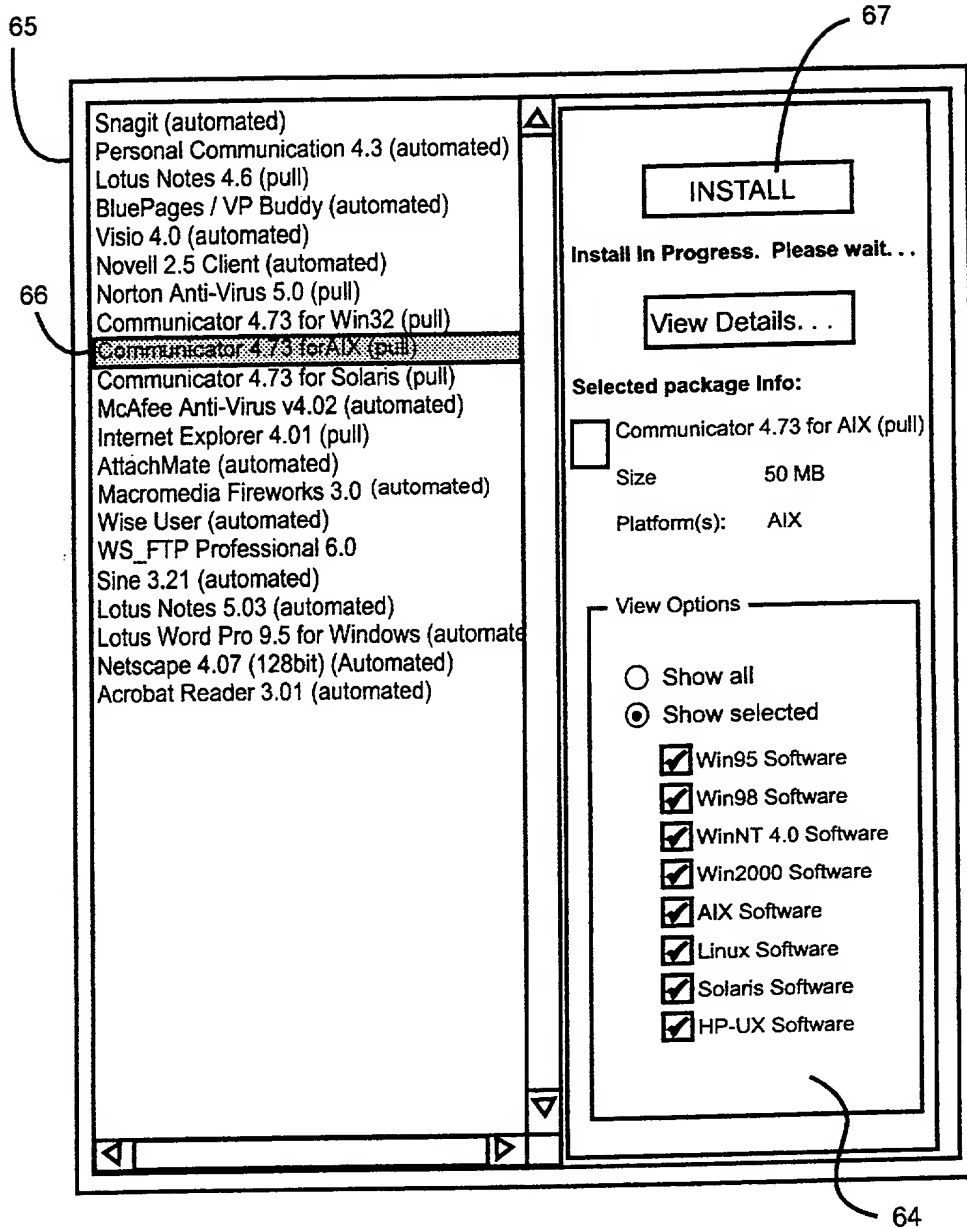 65
67
Snagit (automated)
Personal Communication 4.3 (automated)
Lotus Notes 4.6 (pull)
BluePages / VP Buddy (automated)
Visio 4.0 (automated)
Novell 2.5 Client (automated)
Norton Anti-Virus 5.0 (pull)
66
Communicator 4.73 for Win32 (pull)
Communicator 4.73 forAIX (pull)
Communicator 4.73 for Solaris (pull)
McAfee Anti-Virus v4.02 (automated)
Internet Explorer 4.01 (pull)
AttachMate (automated)
Macromedia Fireworks 3.0 (automated)
Wise User (automated)
WS_FTP Professional 6.0
Sine 3.21 (automated)
Lotus Notes 5.03 (automated)
Lotus Word Pro 9.5 for Windows (automate
Netscape 4.07 (128bit) (Automated)
Acrobat Reader 3.01 (automated)
INSTALL
Install In Progress. Please wait. . .
View Details. . .
Selected package Info:
Communicator 4.73 for AIX (pull)
Size 50 MB
Platform(s): AIX
View Options
Show all
Show selected
Win95 Software
Win98 Software
WinNT 4.0 Software
Win2000 Software
AIX Software
Linux Software
Solaris Software
HP-UX Software
64